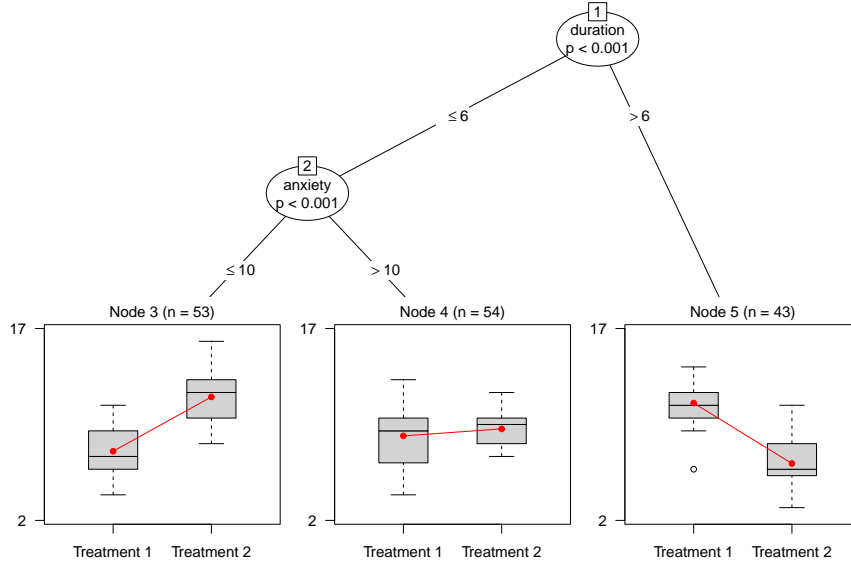 1
duration
p < 0.001
≤ 6
> 6
2
anxiety
p < 0.001
≤ 10
> 10
Node 3 (n = 53)
17
2
Treatment 1
Treatment 2
Node 4 (n = 54)
17
2
Treatment 1
Treatment 2
Node 5 (n = 43)
17
2
Treatment 1
Treatment 2